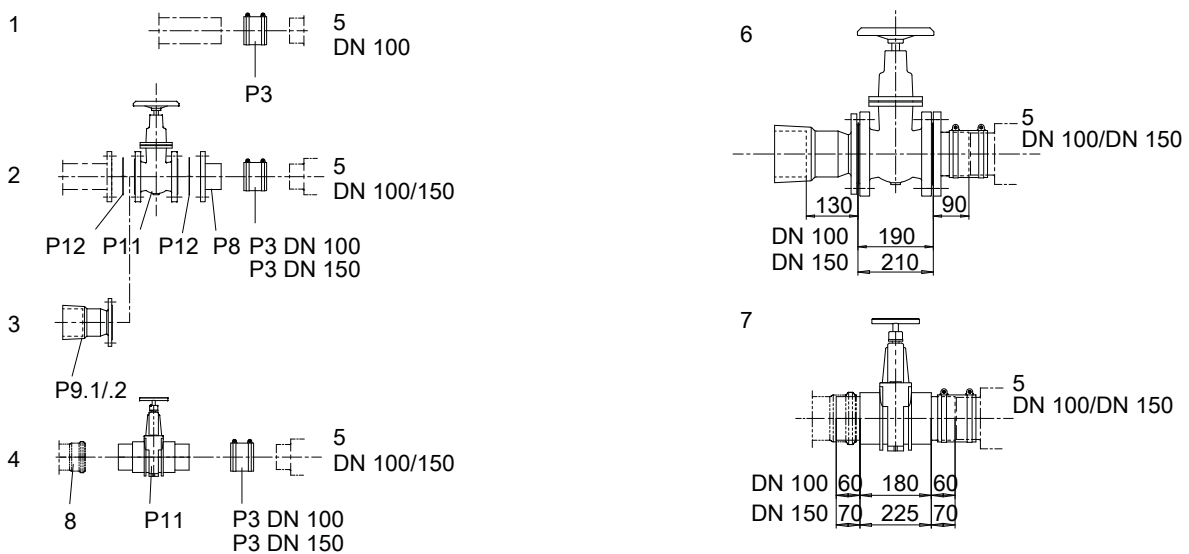 1
5
DN 100
P3
2
5
DN 100/150
P12 P11 P12 P8 P3 DN 100
P3 DN 150
3
P9.1/.2
4
5
DN 100/150
8
P11
P3 DN 100
P3 DN 150
6
5
DN 100/DN 150
130
90
DN 100 190
DN 150 210
7
5
DN 100/DN 150
DN 100 60 180 60
DN 150 70 225 70